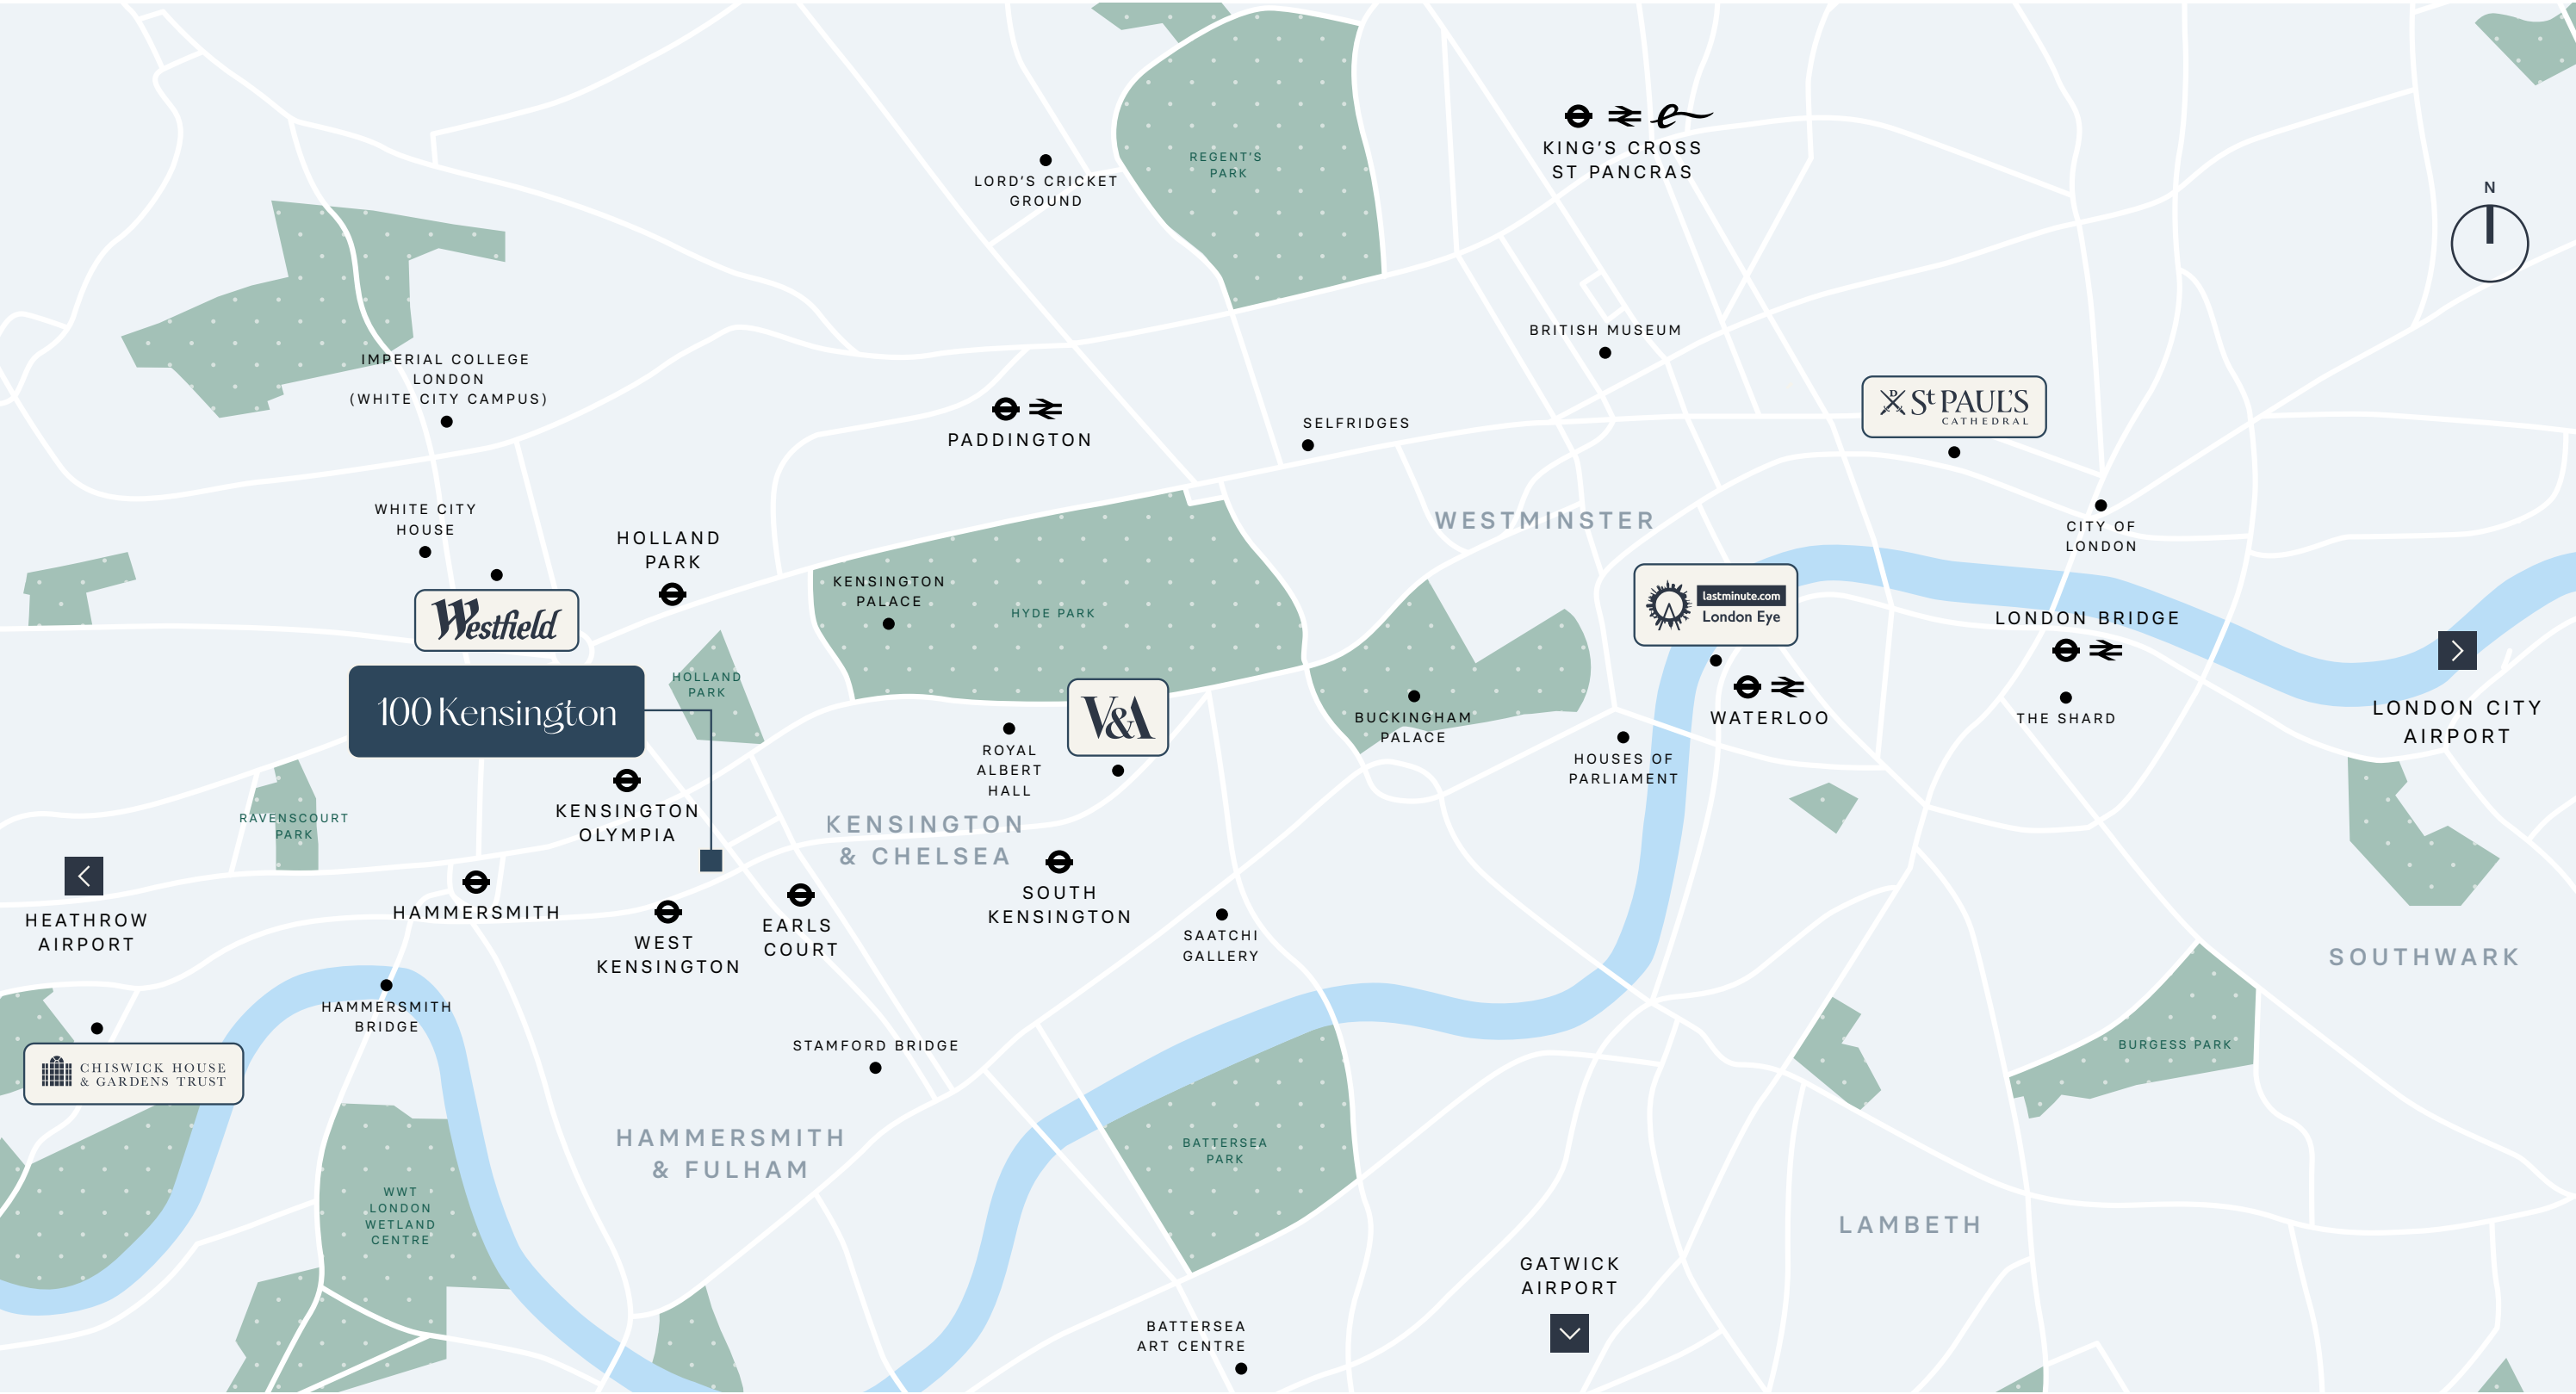 REGENT'S
PARK
KING'S CROSS
ST PANCRAS
LORD'S CRICKET
GROUND
N
BRITISH MUSEUM
IMPERIAL COLLEGE
LONDON
(WHITE CITY CAMPUS)
St PAUL'S
CATHEDRAL
PADDINGTON
SELFRIDGES
WHITE CITY
HOUSE
WESTMINSTER
CITY OF
LONDON
HOLLAND
PARK
KENSINGTON
PALACE
HYDE PARK
Westfield
lastminute.com
London Eye
LONDON BRIDGE
HOLLAND
PARK
100 Kensington
V&A
BUCKINGHAM
PALACE
WATERLOO
THE SHARD
LONDON CITY
AIRPORT
ROYAL
ALBERT
HALL
HOUSES OF
PARLIAMENT
RAVENSCOURT
PARK
KENSINGTON
OLYMPIA
KENSINGTON
& CHELSEA
HEATHROW
AIRPORT
HAMMERSMITH
WEST
KENSINGTON
EARLS
COURT
SOUTH
KENSINGTON
SAATCHI
GALLERY
SOUTHWARK
HAMMERSMITH
BRIDGE
CHISWICK HOUSE
& GARDENS TRUST
STAMFORD BRIDGE
BURGESS PARK
HAMMERSMITH
& FULHAM
BATTERSEA
PARK
WWT
LONDON
WETLAND
CENTRE
LAMBETH
GATWICK
AIRPORT
BATTERSEA
ART CENTRE